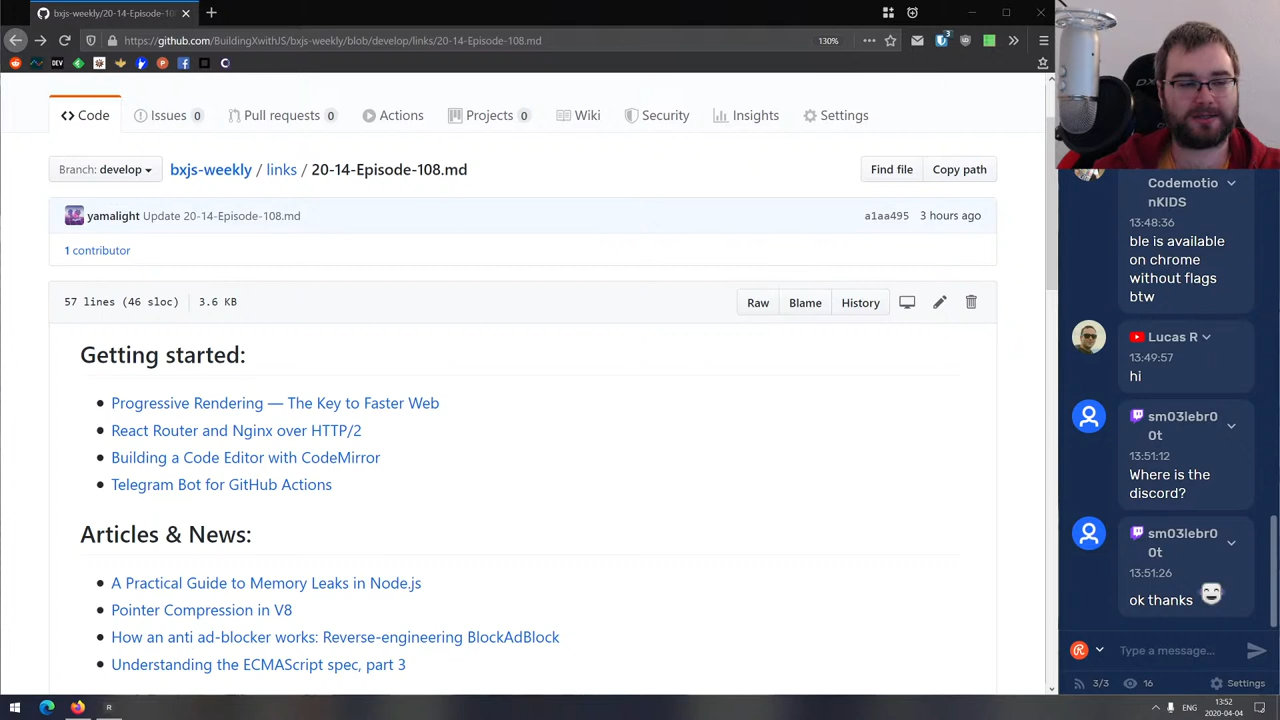 bxjs-weekly/20-14-Episode-10
https://github.com/BuildingXwithJS/bxjs-weekly/blob/develop/links/20-14-Episode-108.md
130%
3
DEV
Code
Issues 0
Pull requests 0
Actions
Projects 0
Wiki
Security
Insights
Settings
Branch: develop
bxjs-weekly / links / 20-14-Episode-108.md
Find file
Copy path
yamalight Update 20-14-Episode-108.md
a1aa495 3 hours ago
1 contributor
57 lines (46 sloc) 3.6 KB
Raw
Blame
History
Getting started:
Progressive Rendering — The Key to Faster Web
React Router and Nginx over HTTP/2
Building a Code Editor with CodeMirror
Telegram Bot for GitHub Actions
Articles & News:
A Practical Guide to Memory Leaks in Node.js
Pointer Compression in V8
How an anti ad-blocker works: Reverse-engineering BlockAdBlock
Understanding the ECMAScript spec, part 3
Codemotio
nKIDS
13:48:36
ble is available
on chrome
without flags
btw
Lucas R
13:49:57
hi
sm03lebr0
0t
13:51:12
Where is the
discord?
sm03lebr0
0t
13:51:26
ok thanks
Type a message...
3/3
16
Settings
ENG
13:52
2020-04-04